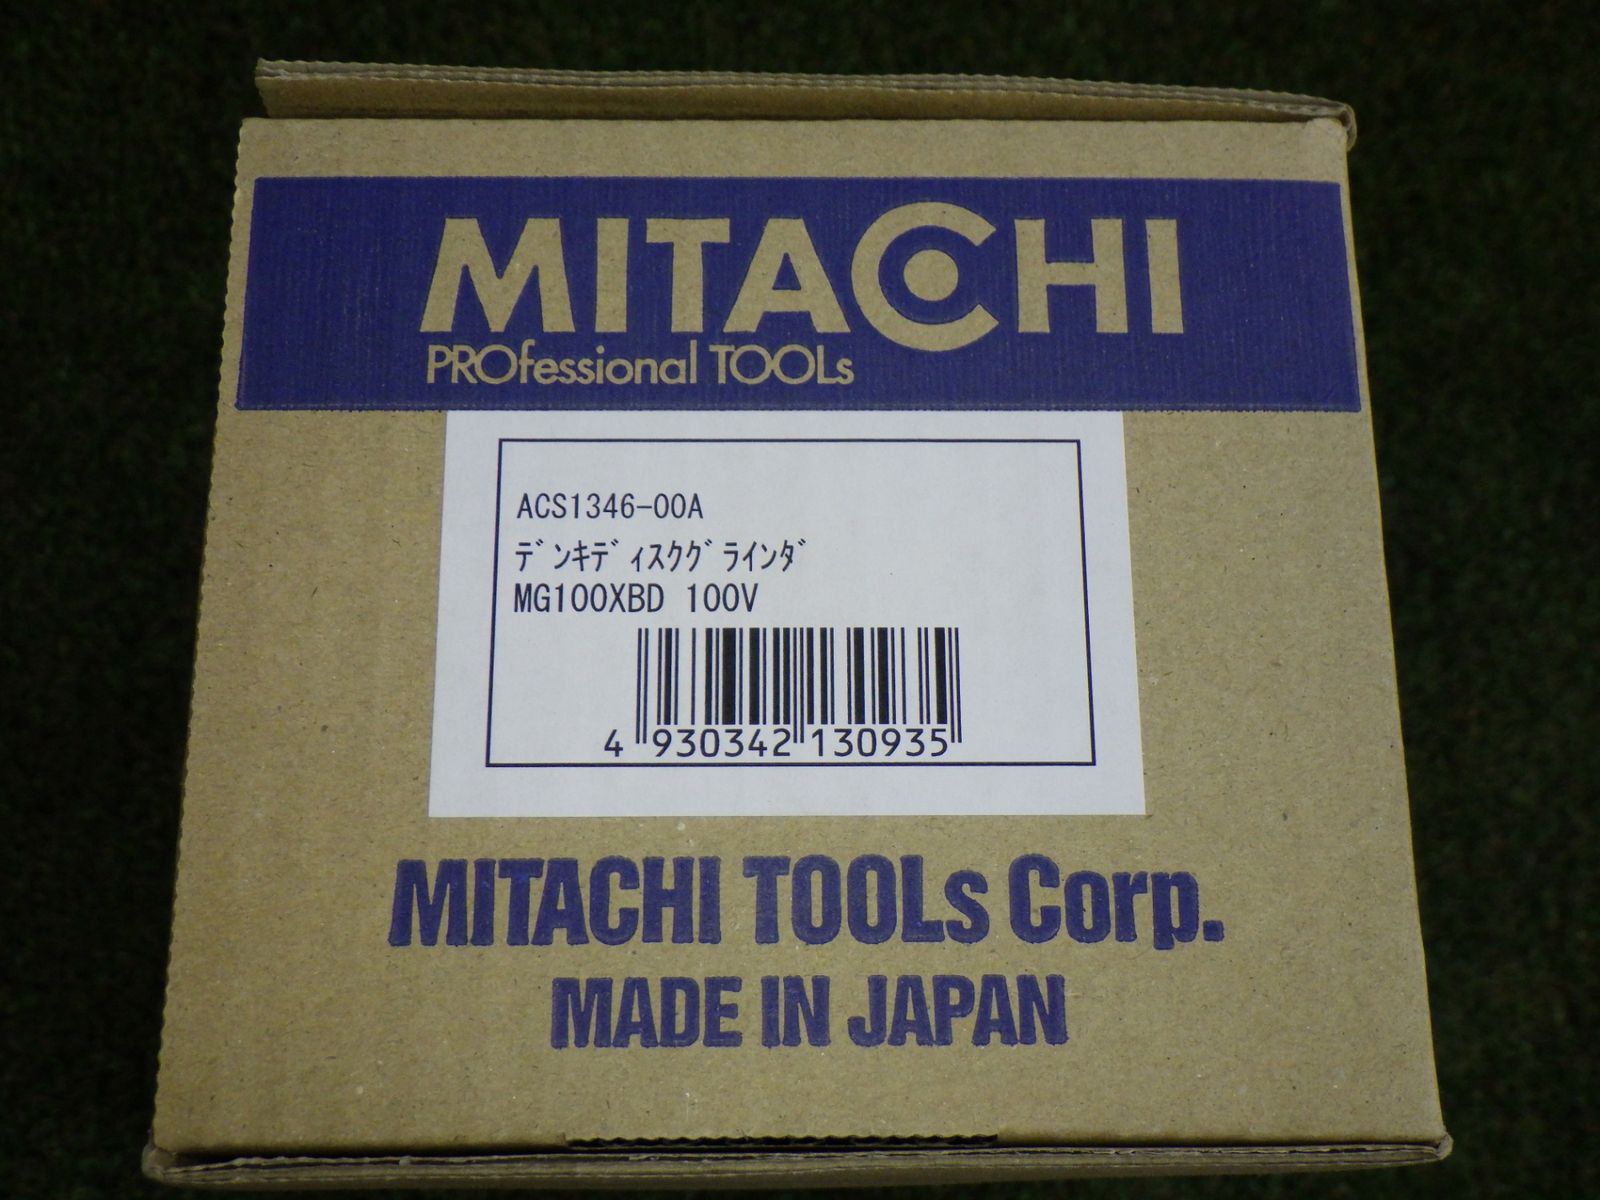 MITACHI
PROfessional TOOLs
ACS1346-00A
ﾃﾞﾝｷﾃﾞｨｽｸｸﾞﾗｲﾝﾀﾞ
MG100XBD 100V
4 930342 130935
MITACHI TOOLs Corp.
MADE IN JAPAN